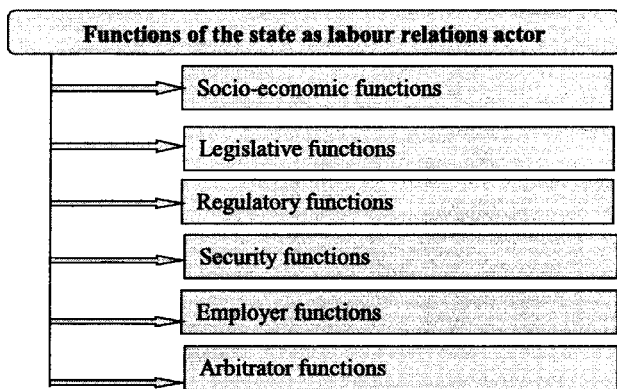 Functions of the state as labour relations actor
Socio-economic functions
Legislative functions
Regulatory functions
Security functions
Employer functions
Arbitrator functions